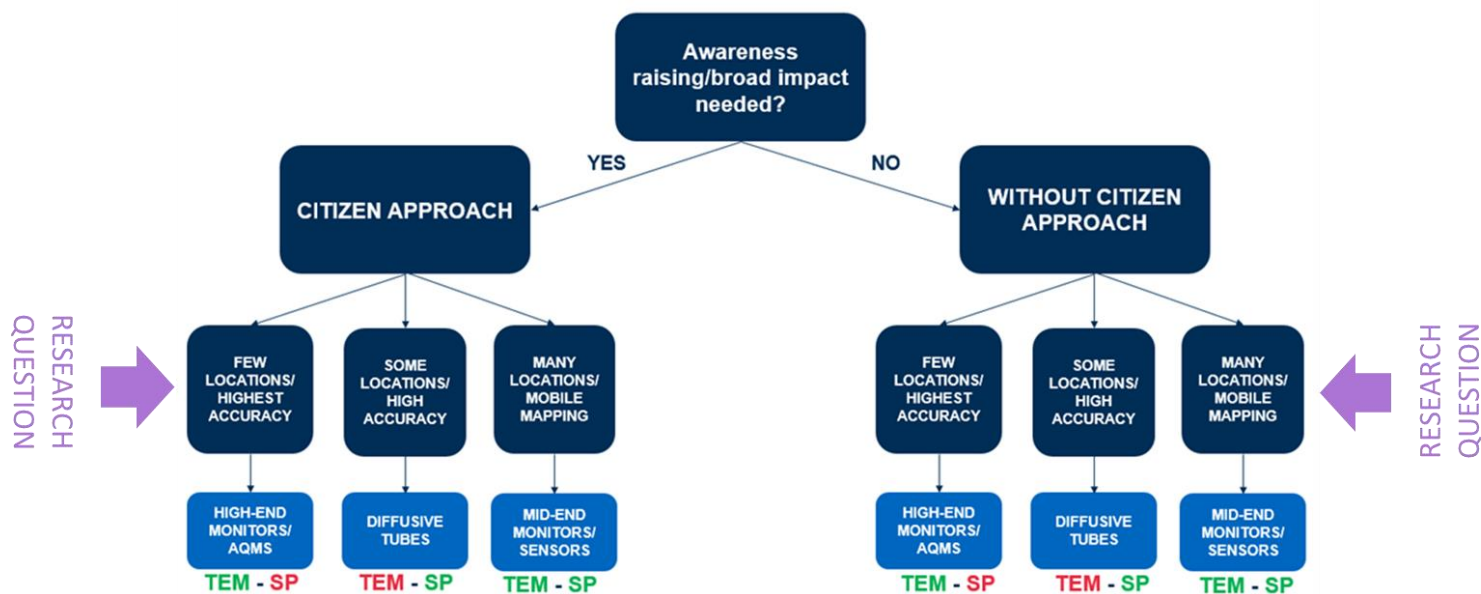 Awareness
raising/broad impact
needed?
YES
NO
CITIZEN APPROACH
WITHOUT CITIZEN
APPROACH
RESEARCH
QUESTION
FEW
LOCATIONS/
HIGHEST
ACCURACY
SOME
LOCATIONS/
HIGH
ACCURACY
MANY
LOCATIONS/
MOBILE
MAPPING
FEW
LOCATIONS/
HIGHEST
ACCURACY
SOME
LOCATIONS/
HIGH
ACCURACY
MANY
LOCATIONS/
MOBILE
MAPPING
RESEARCH
QUESTION
HIGH-END
MONITORS/
AQMS
DIFFUSIVE
TUBES
MID-END
MONITORS/
SENSORS
HIGH-END
MONITORS/
AQMS
DIFFUSIVE
TUBES
MID-END
MONITORS/
SENSORS
TEM - SP
TEM - SP
TEM - SP
TEM - SP
TEM - SP
TEM - SP